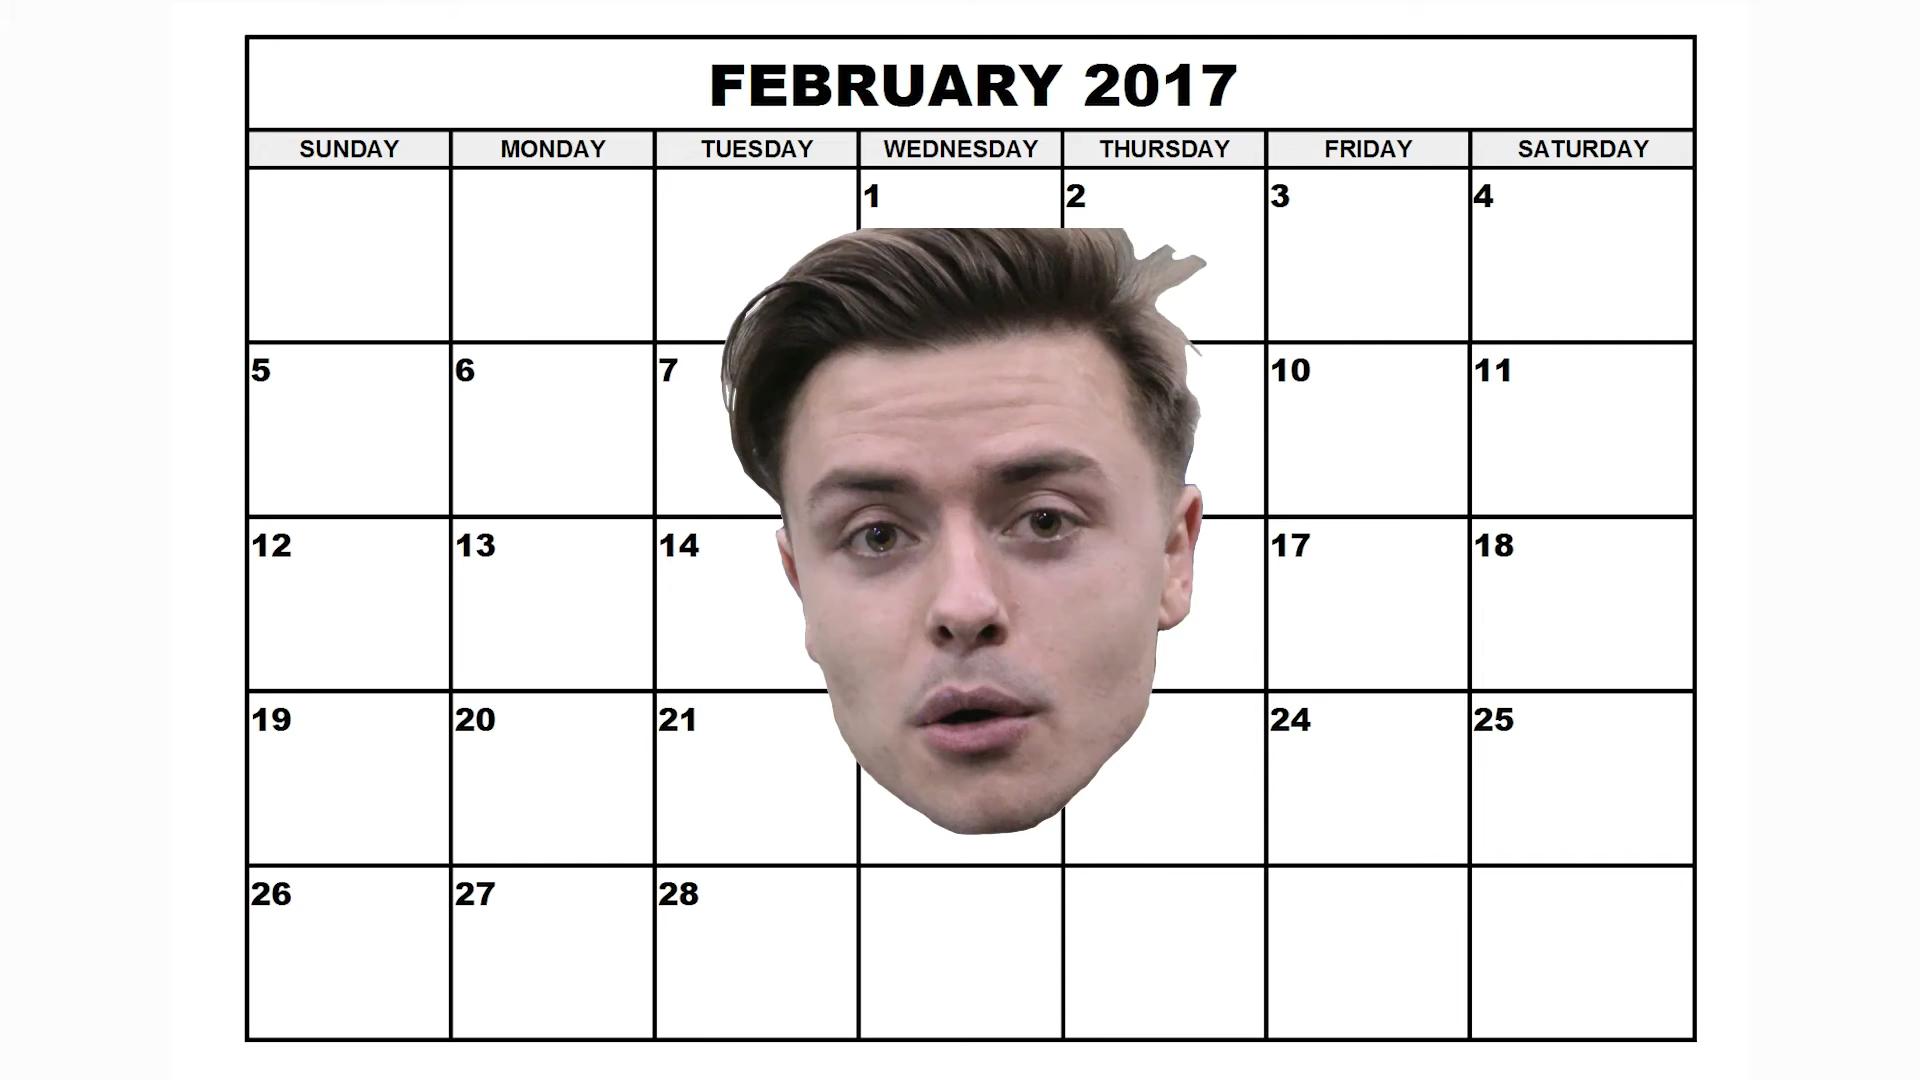 FEBRUARY 2017
SUNDAY MONDAY TUESDAY WEDNESDAY THURSDAY FRIDAY SATURDAY
1 2 3 4
5 6 7 10 11
12 13 14 17 18
19 20 21 24 25
26 27 28